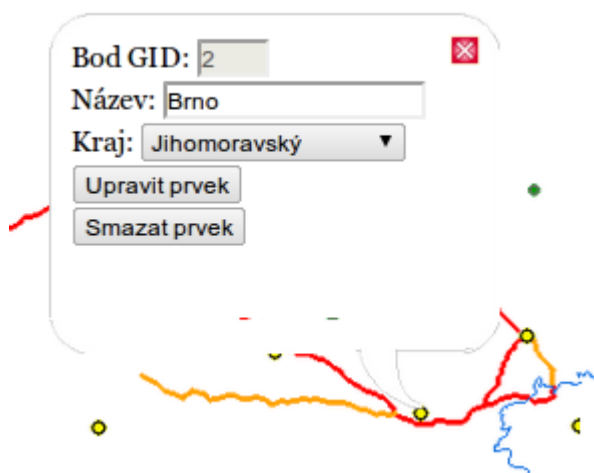 Bod GID: 2
Název: Brno
Kraj: Jihomoravský
Upravit prvek
Smazat prvek